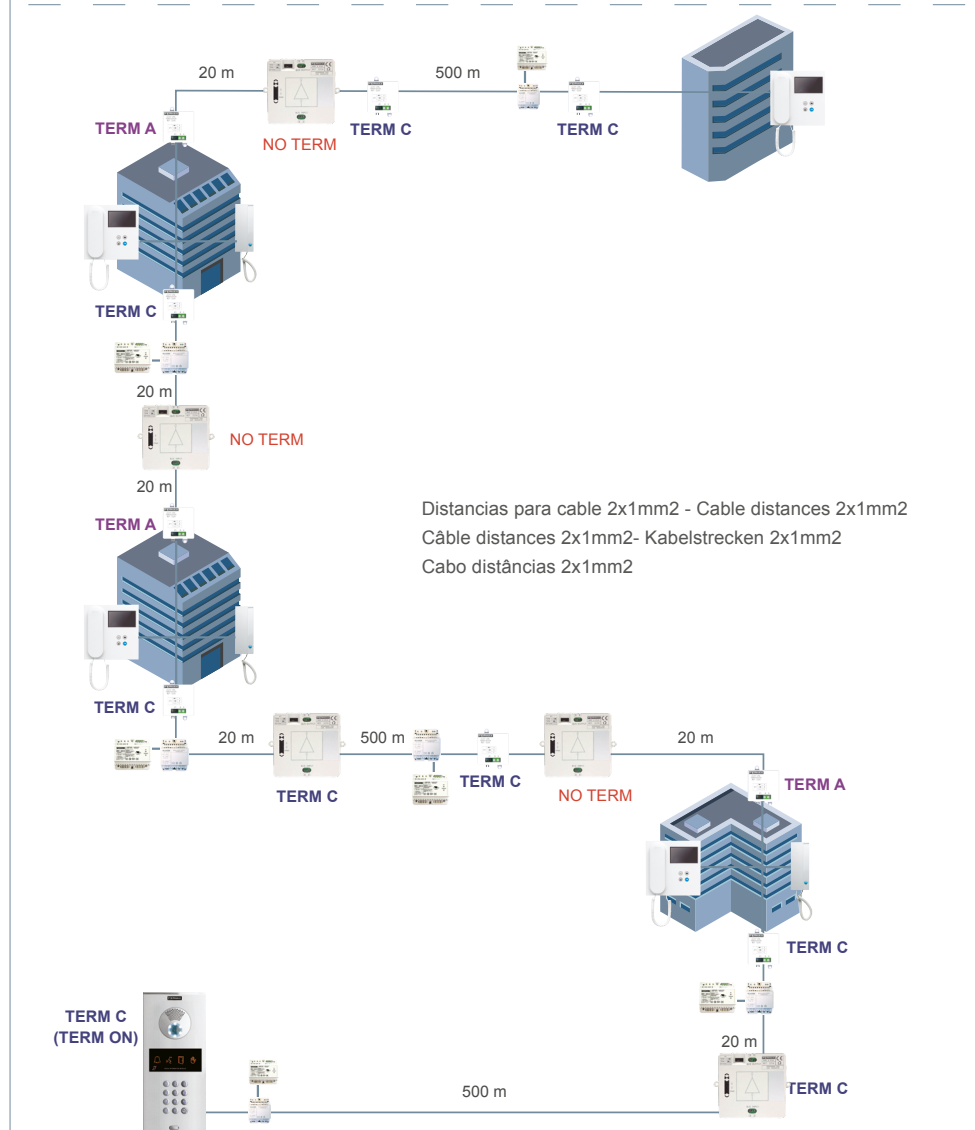 20 m
500 m
TERM A
NO TERM
TERM C
TERM C
TERM C
20 m
NO TERM
20 m
TERM A
Distancias para cable 2x1mm2 - Cable distances 2x1mm2
Câble distances 2x1mm2- Kabelstrecken 2x1mm2
Cabo distâncias 2x1mm2
TERM C
20 m
500 m
20 m
TERM C
TERM C
NO TERM
TERM A
TERM C
TERM C
(TERM ON)
20 m
TERM C
500 m